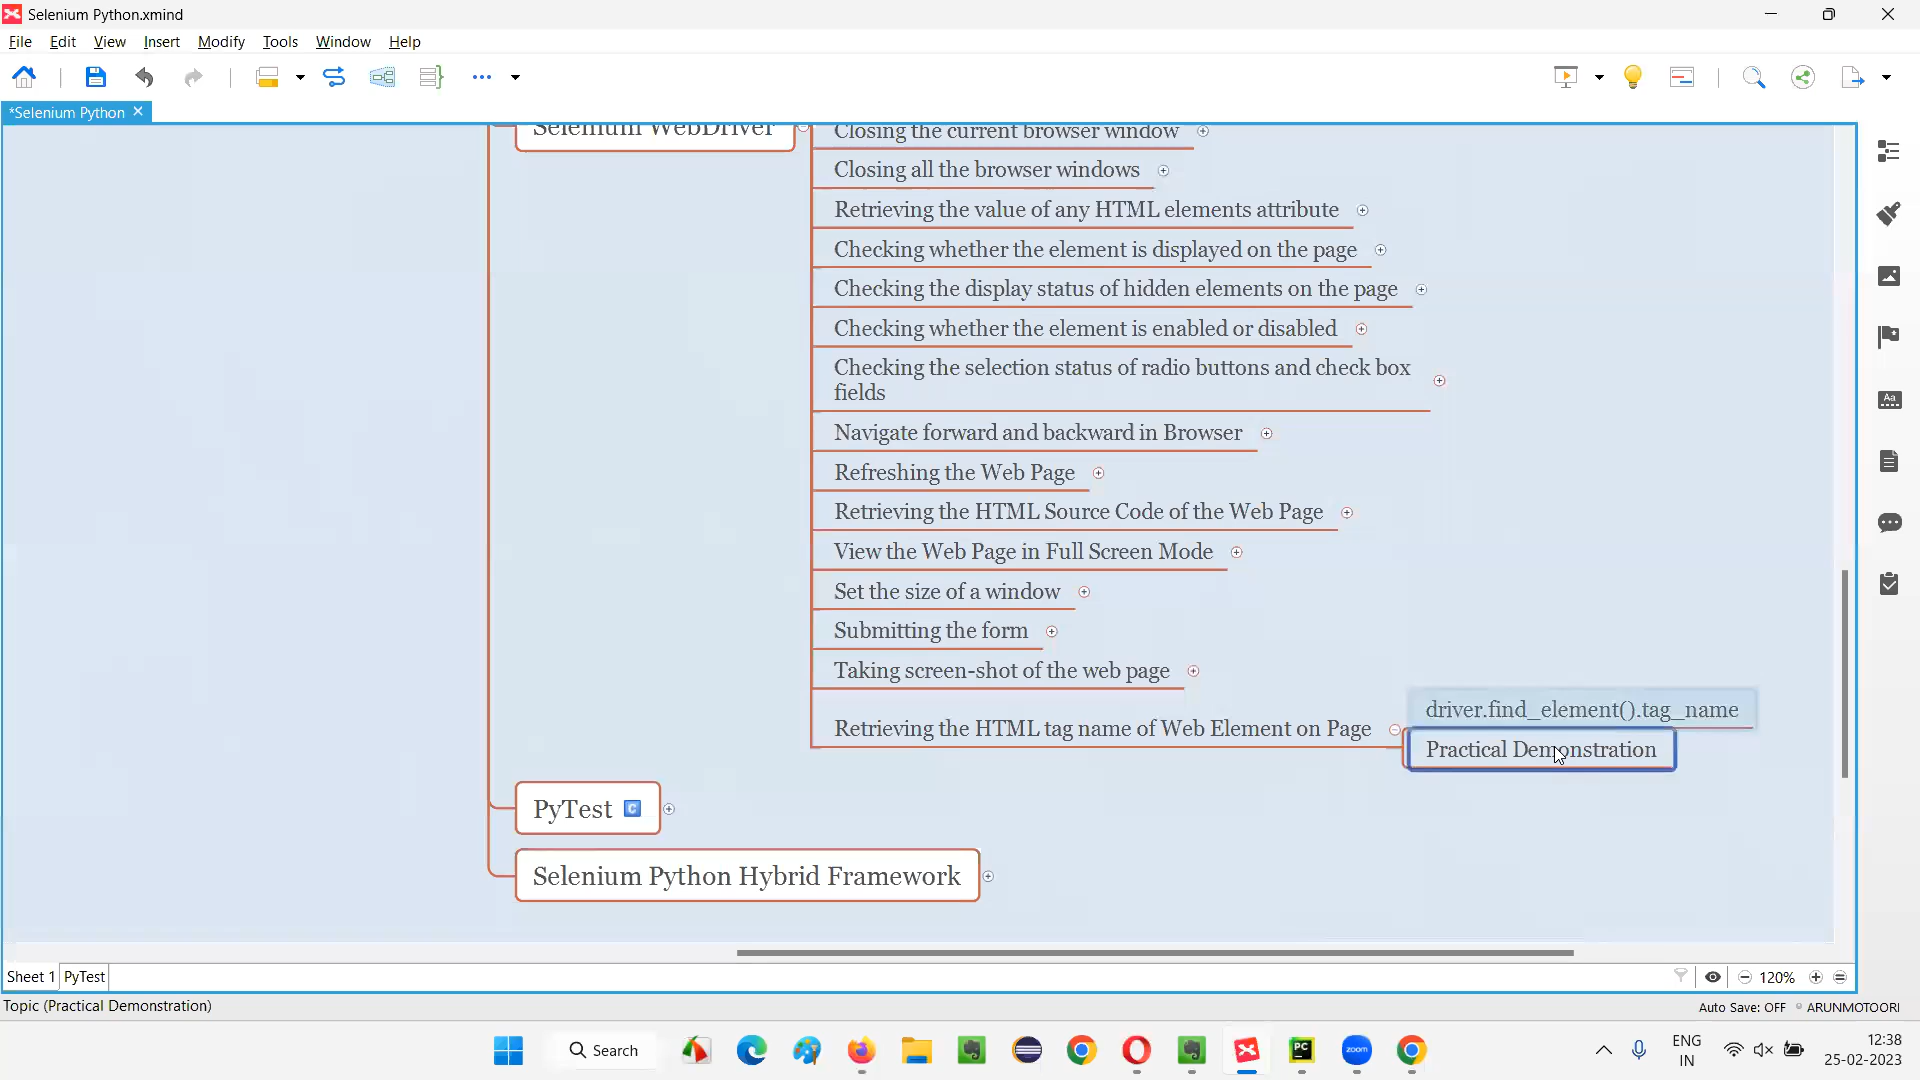 Selenium Python.xmind
File Edit View Insert Modify Tools Window Help
*Selenium Python
Selenium WebDriver
Closing the current browser window
Closing all the browser windows
Retrieving the value of any HTML elements attribute
Checking whether the element is displayed on the page
Checking the display status of hidden elements on the page
Checking whether the element is enabled or disabled
Checking the selection status of radio buttons and check box
fields
Navigate forward and backward in Browser
Refreshing the Web Page
Retrieving the HTML Source Code of the Web Page
View the Web Page in Full Screen Mode
Set the size of a window
Submitting the form
Taking screen-shot of the web page
Retrieving the HTML tag name of Web Element on Page
driver.find_element().tag_name
Practical Demonstration
PyTest C
Selenium Python Hybrid Framework
Aa
Sheet 1 PyTest
120%
Topic (Practical Demonstration)
Auto Save: OFF ARUNMOTOORI
Search
PC
zoom
ENG
IN
12:38
25-02-2023